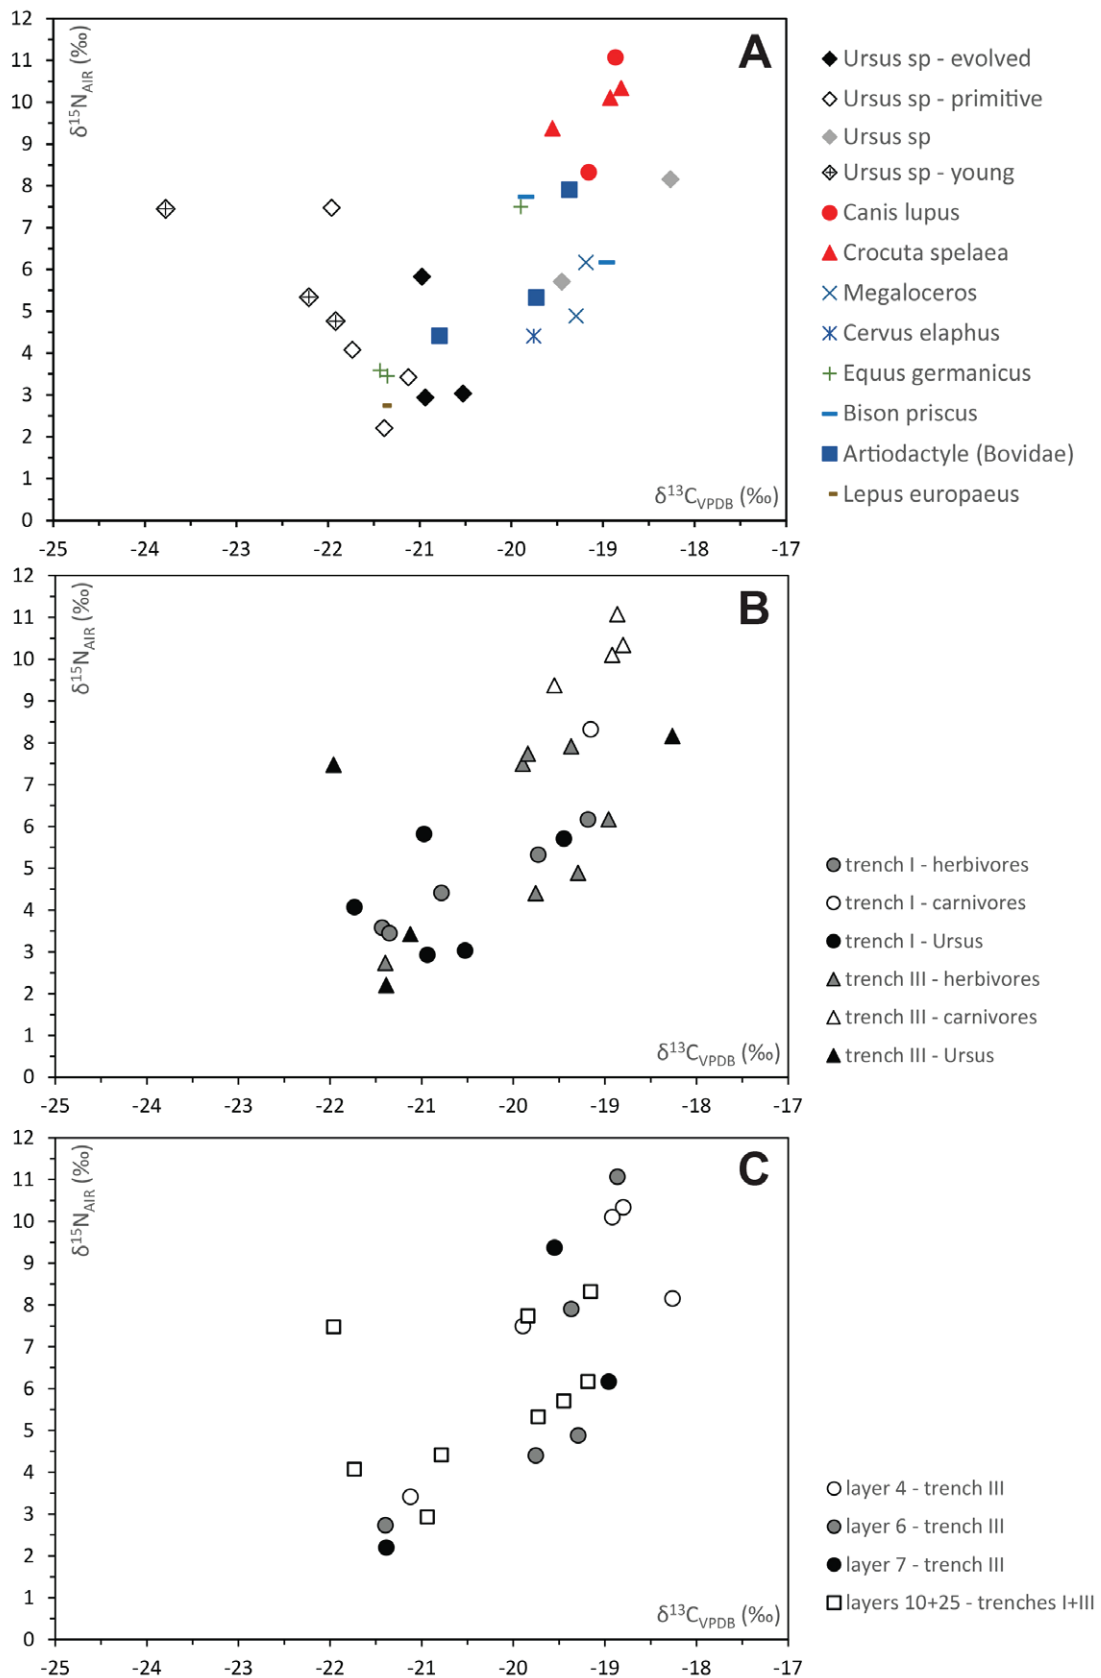 A
δ15NAIR (‰)
12
11
10
9
8
7
6
5
4
3
2
1
0
δ13CVPDB (‰)
-25 -24 -23 -22 -21 -20 -19 -18 -17
Ursus sp - evolved
Ursus sp - primitive
Ursus sp
Ursus sp - young
Canis lupus
Crocuta spelaea
Megaloceros
Cervus elaphus
Equus germanicus
Bison priscus
Artiodactyle (Bovidae)
Lepus europaeus
B
δ15NAIR (‰)
12
11
10
9
8
7
6
5
4
3
2
1
0
δ13CVPDB (‰)
-25 -24 -23 -22 -21 -20 -19 -18 -17
trench I - herbivores
trench I - carnivores
trench I - Ursus
trench III - herbivores
trench III - carnivores
trench III - Ursus
C
δ15NAIR (‰)
12
11
10
9
8
7
6
5
4
3
2
1
0
δ13CVPDB (‰)
-25 -24 -23 -22 -21 -20 -19 -18 -17
layer 4 - trench III
layer 6 - trench III
layer 7 - trench III
layers 10+25 - trenches I+III